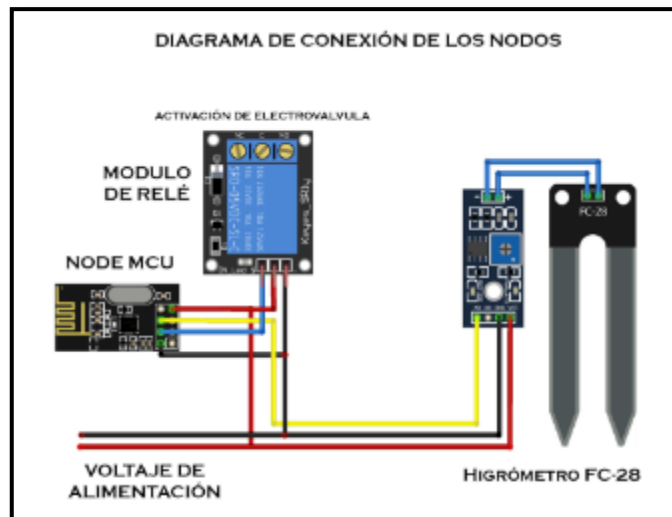 DIAGRAMA DE CONEXIÓN DE LOS NODOS
ACTIVACIÓN DE ELECTROVALVULA
MODULO
DE RELÉ
Keyes_SRly
NODE MCU
FC-28
VOLTAJE DE
ALIMENTACIÓN
HIGRÓMETRO FC-28